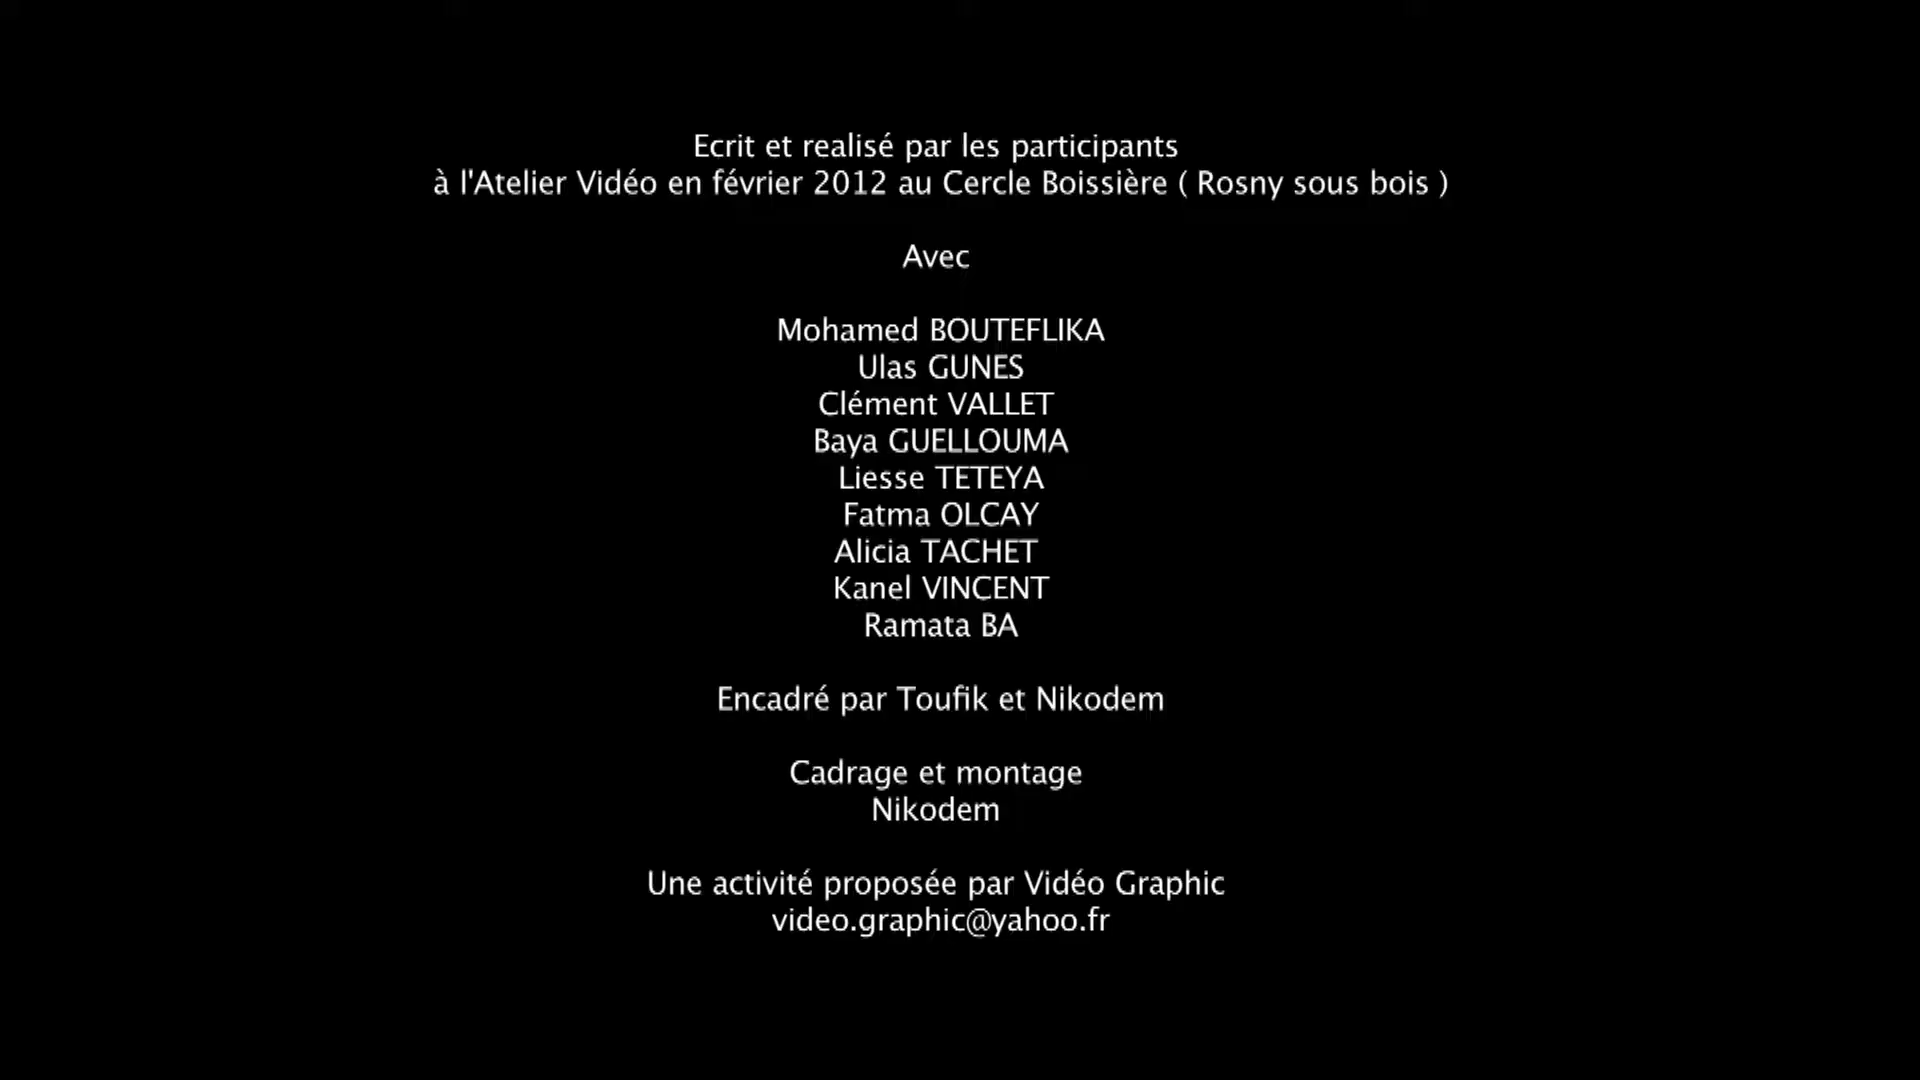 Ecrit et realisé par les participants
à l'Atelier Vidéo en février 2012 au Cercle Boissière ( Rosny sous bois )
Avec
Mohamed BOUTEFLIKA
Ulas GUNES
Clément VALLET
Baya GUELLOUMA
Liesse TETEYA
Fatma OLCAY
Alicia TACHET
Kanel VINCENT
Ramata BA
Encadré par Toufik et Nikodem
Cadrage et montage
Nikodem
Une activité proposée par Vidéo Graphic
video.graphic@yahoo.fr